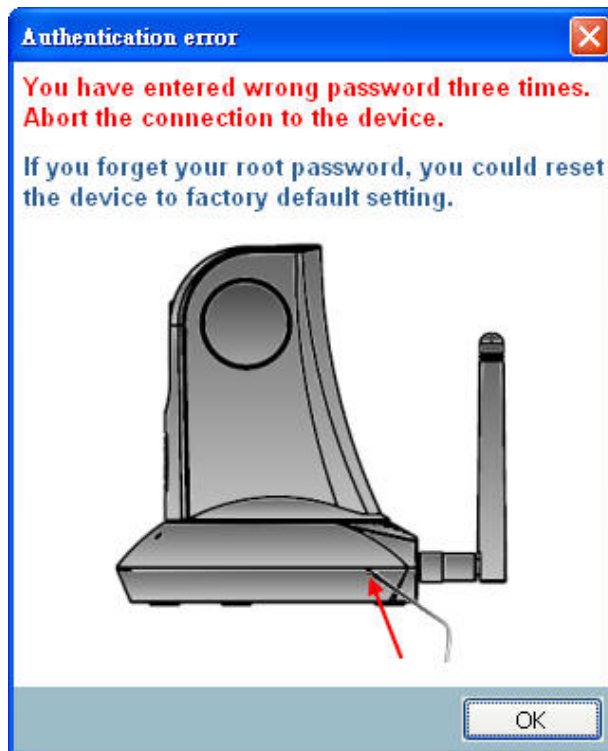 Authentication error
You have entered wrong password three times.
Abort the connection to the device.
If you forget your root password, you could reset
the device to factory default setting.
OK